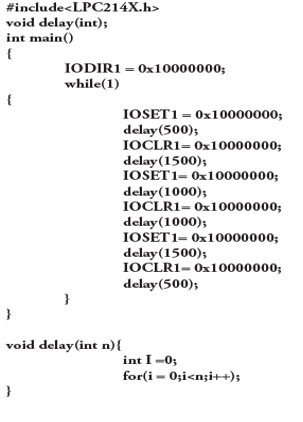 #include<LPC214X.h>
void delay(int);
int main()
{
IODIR1 = 0x10000000;
while(1)
{
IOSET1 = 0x10000000;
delay(500);
IOCLR1= 0x10000000;
delay(1500);
IOSET1= 0x10000000;
delay(1000);
IOCLR1= 0x10000000;
delay(1000);
IOSET1= 0x10000000;
delay(1500);
IOCLR1= 0x10000000;
delay(500);
}
}
void delay(int n){
int I =0;
for(i = 0;i<n;i++);
}